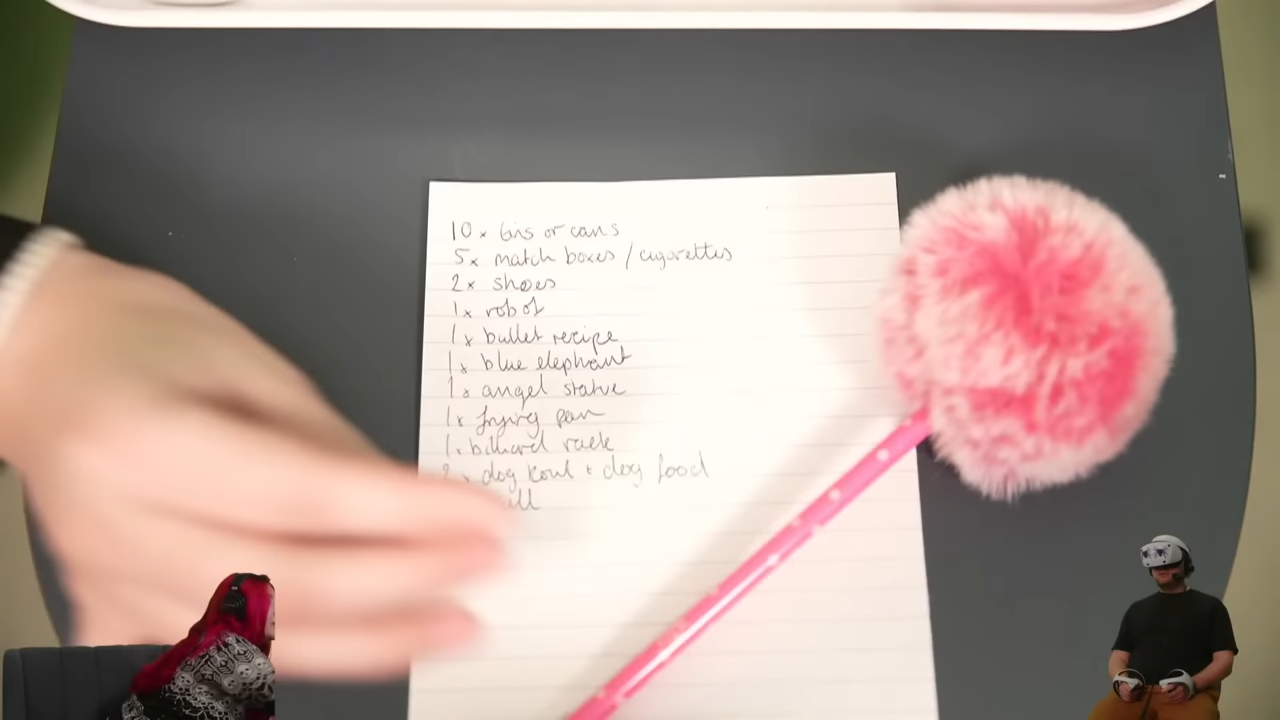 10x tins or cans
5x match boxes / cigarettes
2x shoes
1x robot
1x bullet recipe
1x blue elephant
1x angel statue
1x frying pan
1x billiard rack
dog bowl + dog food